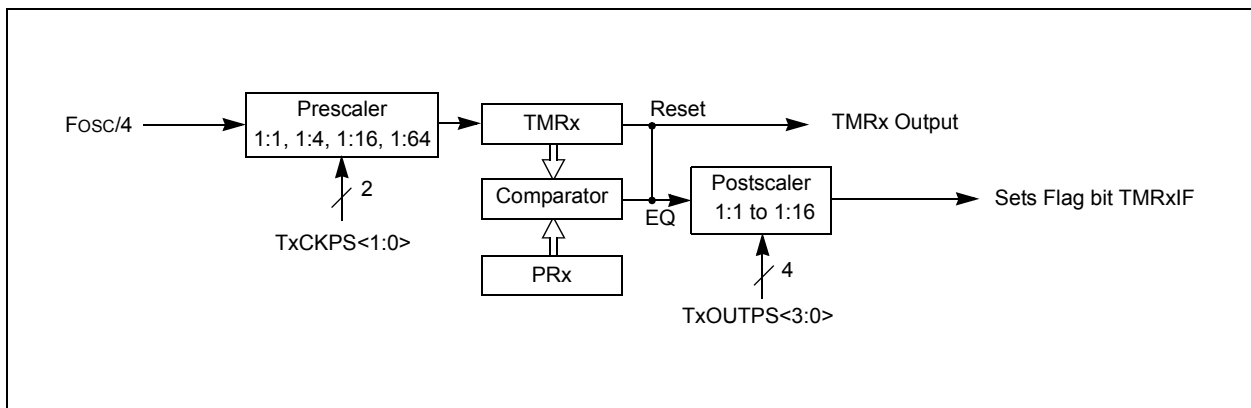 FOSC/4
Prescaler
1:1, 1:4, 1:16, 1:64
2
TxCKPS<1:0>
TMRx
Comparator
PRx
Reset
EQ
TMRx Output
Postscaler
1:1 to 1:16
4
TxOUTPS<3:0>
Sets Flag bit TMRxIF